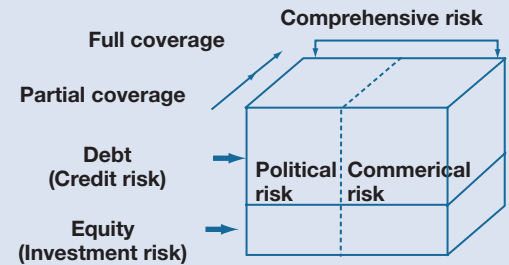 Comprehensive risk
Full coverage
Partial coverage
Debt
(Credit risk)
Political
risk
Commerical
risk
Equity
(Investment risk)